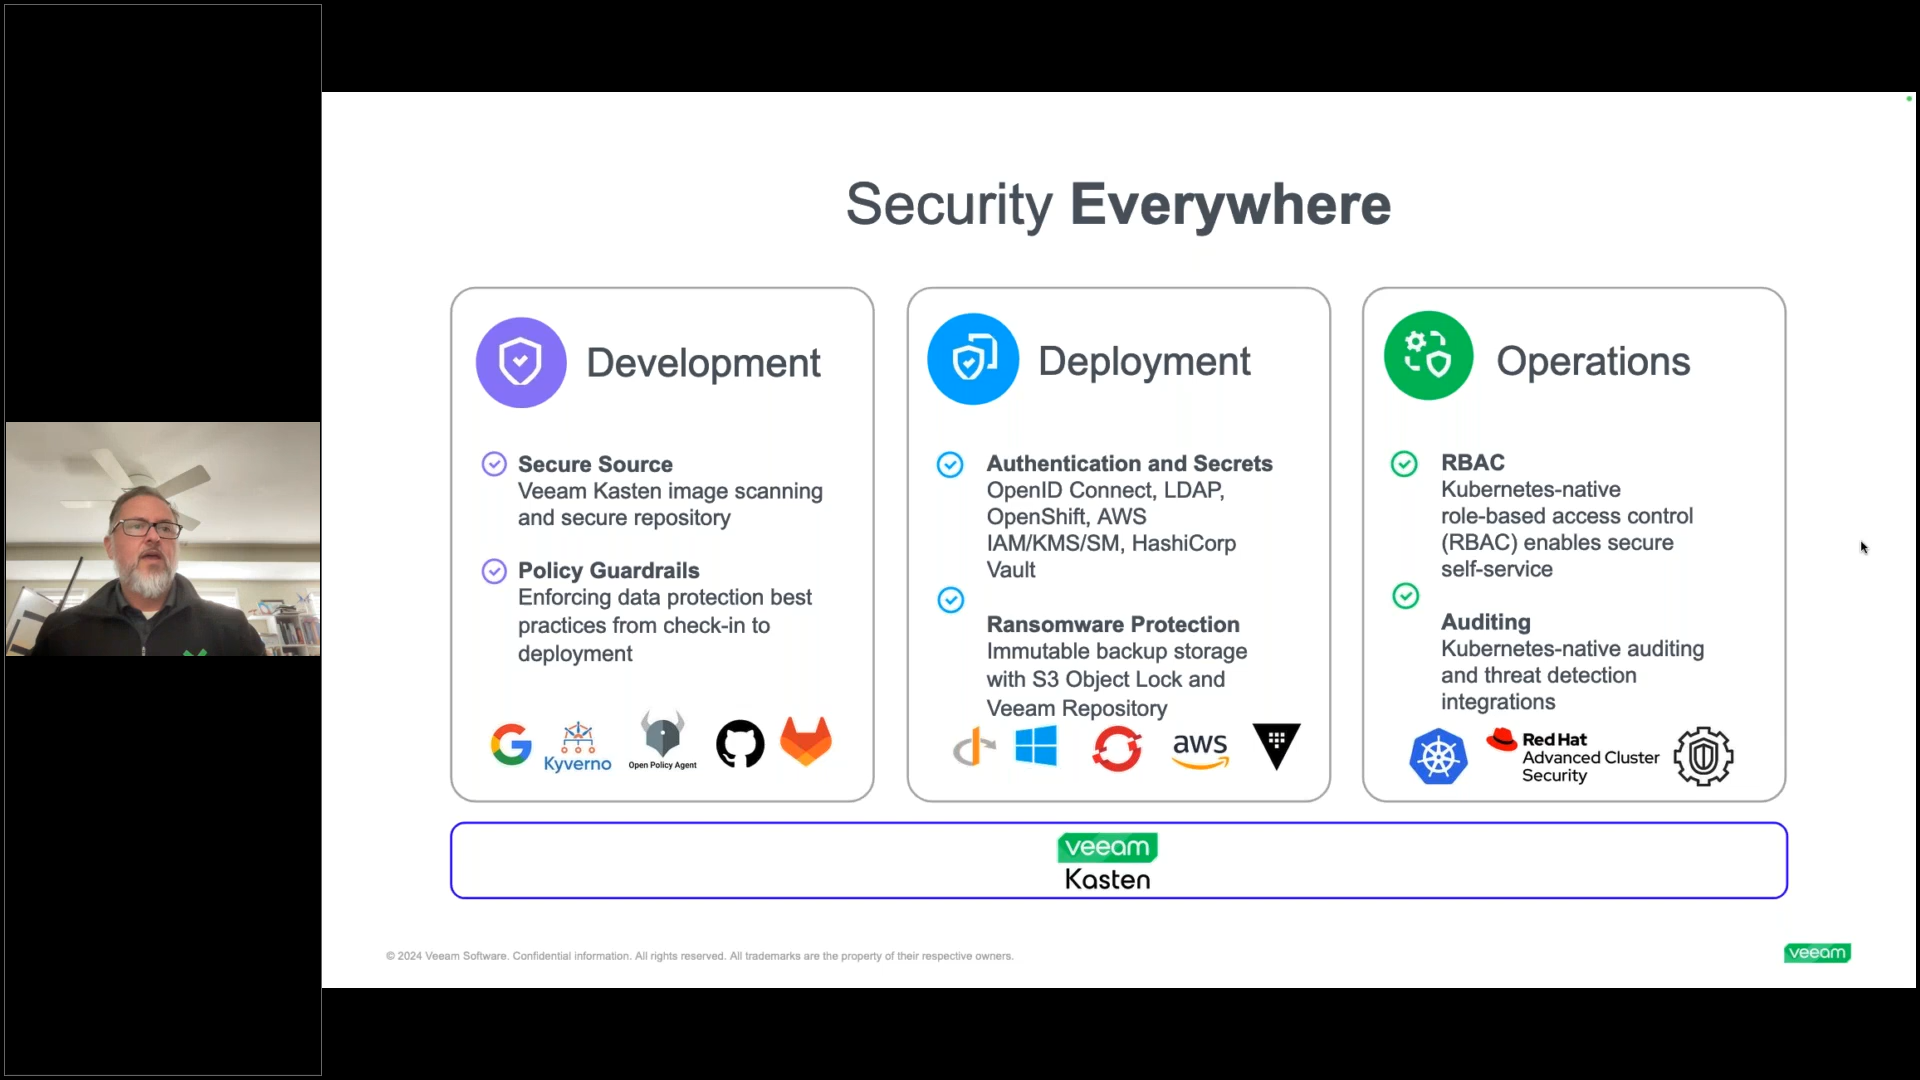 Security Everywhere
Development
Secure Source
Veeam Kasten image scanning
and secure repository
Policy Guardrails
Enforcing data protection best
practices from check-in to
deployment
Kyverno
Open Policy Agent
Deployment
Authentication and Secrets
OpenID Connect, LDAP,
OpenShift, AWS
IAM/KMS/SM, HashiCorp
Vault
Ransomware Protection
Immutable backup storage
with S3 Object Lock and
Veeam Repository
aws
Operations
RBAC
Kubernetes-native
role-based access control
(RBAC) enables secure
self-service
Auditing
Kubernetes-native auditing
and threat detection
integrations
Red Hat
Advanced Cluster
Security
veeam
Kasten
© 2024 Veeam Software. Confidential information. All rights reserved. All trademarks are the property of their respective owners.
veeam